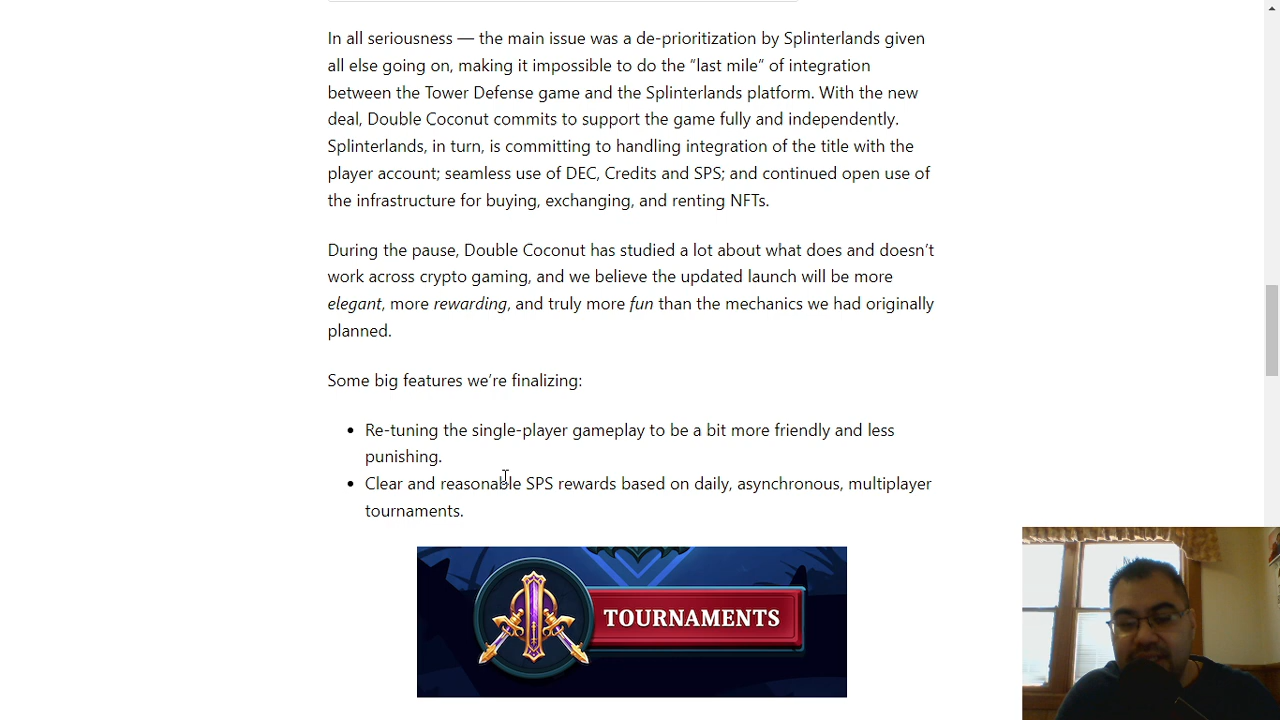 In all seriousness — the main issue was a de-prioritization by Splinterlands given
all else going on, making it impossible to do the “last mile” of integration
between the Tower Defense game and the Splinterlands platform. With the new
deal, Double Coconut commits to support the game fully and independently.
Splinterlands, in turn, is committing to handling integration of the title with the
player account; seamless use of DEC, Credits and SPS; and continued open use of
the infrastructure for buying, exchanging, and renting NFTs.
During the pause, Double Coconut has studied a lot about what does and doesn’t
work across crypto gaming, and we believe the updated launch will be more
elegant, more rewarding, and truly more fun than the mechanics we had originally
planned.
Some big features we’re finalizing:
• Re-tuning the single-player gameplay to be a bit more friendly and less
punishing.
• Clear and reasonable SPS rewards based on daily, asynchronous, multiplayer
tournaments.
TOURNAMENTS